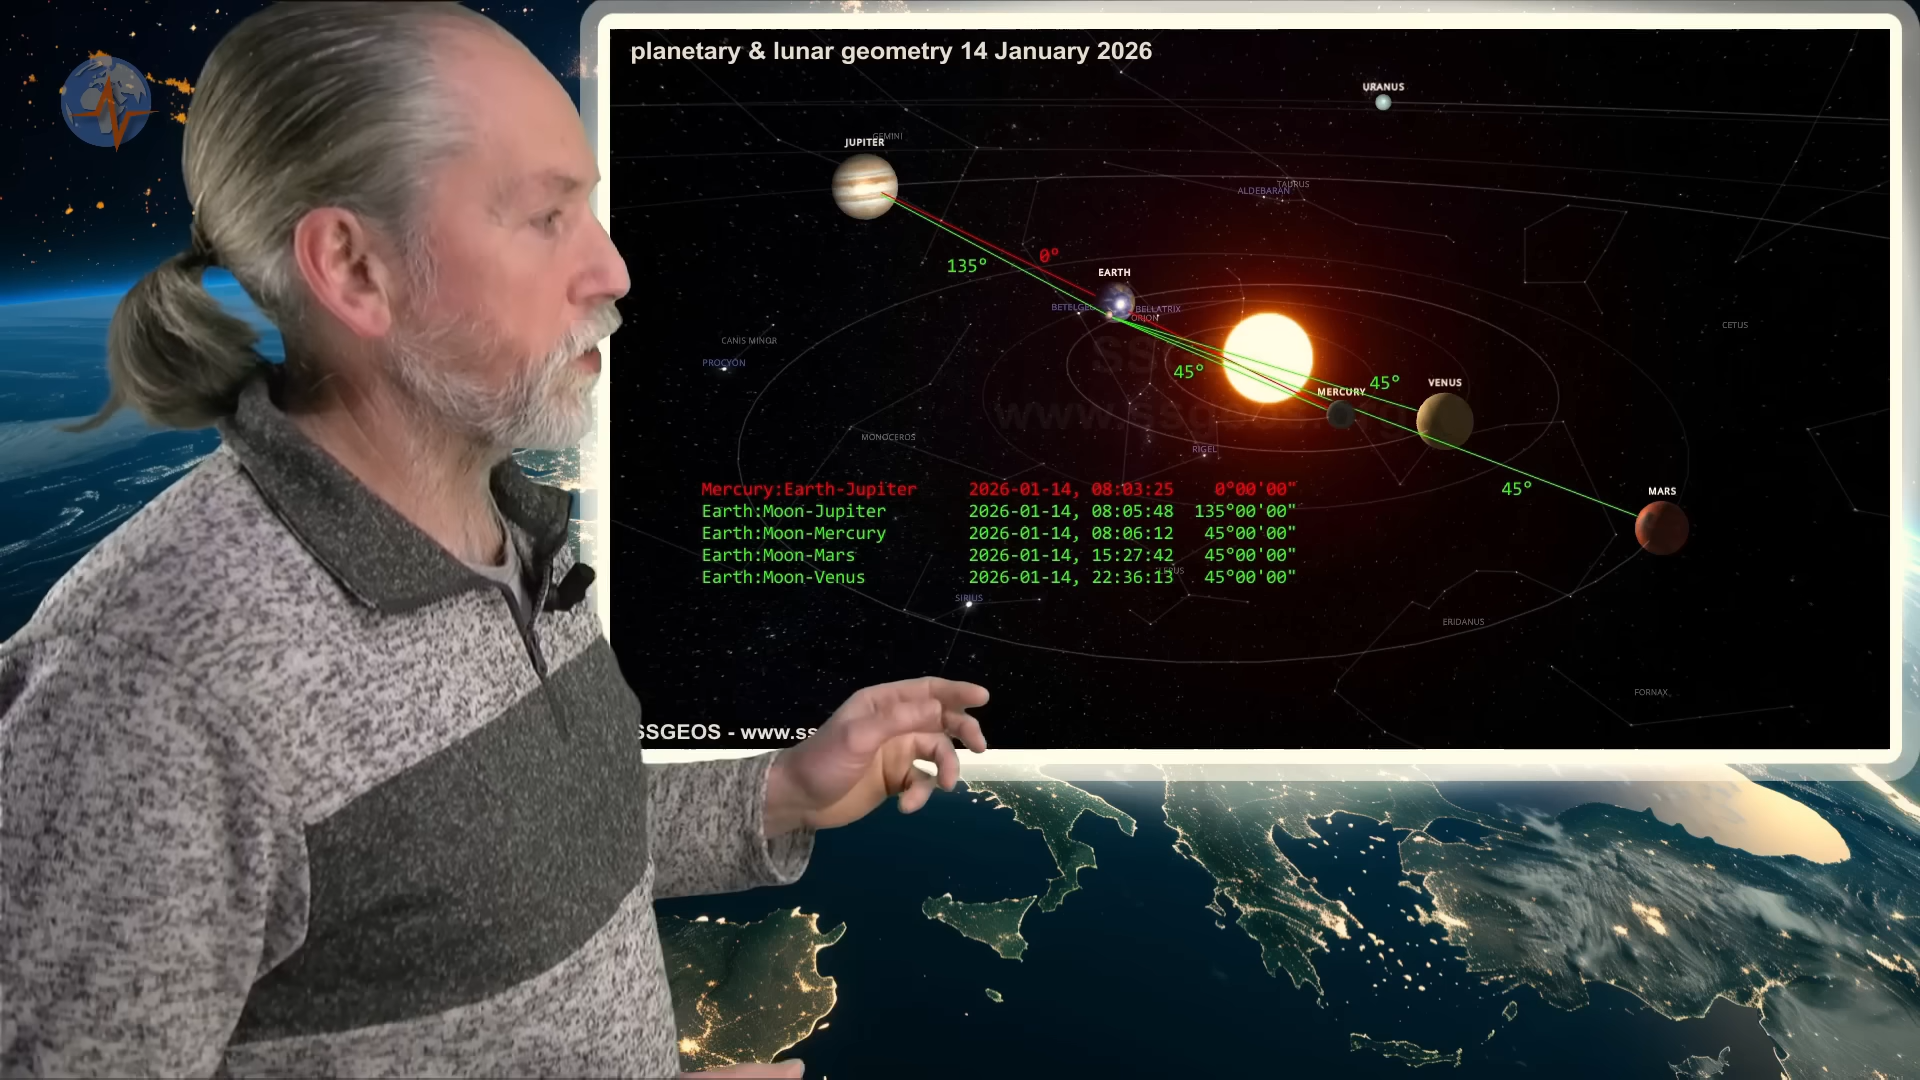 planetary & lunar geometry 14 January 2026
URANUS
GEMINI
JUPITER
TAURUS
ALDEBARAN
0°
135°
EARTH
BELLATRIX
ORION
CETUS
CANIS MINOR
PROCYON
45°
45°
VENUS
MERCURY
MONOCEROS
RIGEL
45°
MARS
Mercury:Earth-Jupiter 2026-01-14, 08:03:25 0°00'00"
Earth:Moon-Jupiter 2026-01-14, 08:05:48 135°00'00"
Earth:Moon-Mercury 2026-01-14, 08:06:12 45°00'00"
Earth:Moon-Mars 2026-01-14, 15:27:42 45°00'00"
Earth:Moon-Venus 2026-01-14, 22:36:13 45°00'00"
SIRIUS
ERIDANUS
FORNAX
SSGEOS - www.ss